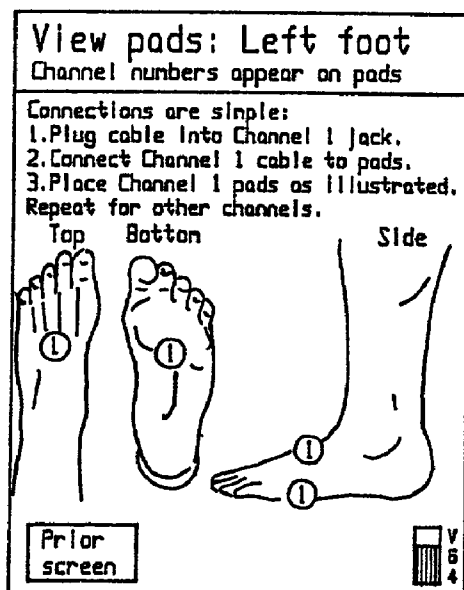 View pads: Left foot
Channel numbers appear on pads
Connections are simple:
1.Plug cable into Channel 1 jack.
2.Connect Channel 1 cable to pads.
3.Place Channel 1 pads as illustrated.
Repeat for other channels.
Top Bottom Side
1 1
1
1
Prior
screen
V
6
4